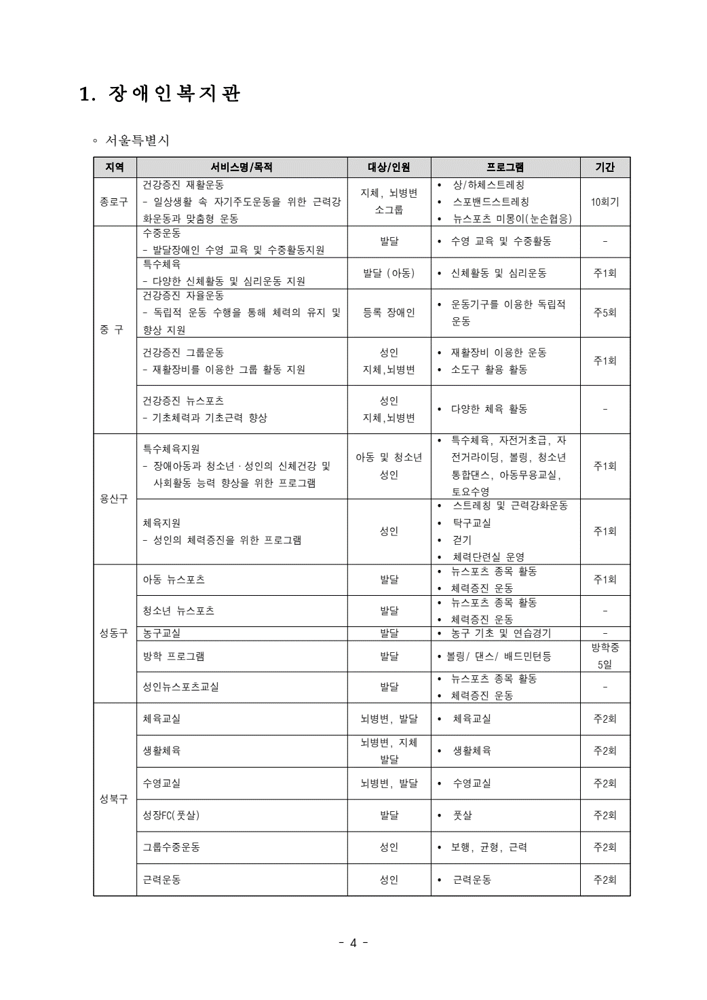 1. 장애인복지관
◦ 서울특별시
지역 서비스명/목적 대상/인원 프로그램 기간
종로구
건강증진 재활운동
- 일상생활 속 자기주도운동을 위한 근력강
화운동과 맞춤형 운동
지체, 뇌병변
소그룹
• 상/하체스트레칭
• 스포밴드스트레칭
• 뉴스포츠 미몽이(눈손협응)
10회기
중 구
수중운동
- 발달장애인 수영 교육 및 수중활동지원
발달
• 수영 교육 및 수중활동
-
특수체육
- 다양한 신체활동 및 심리운동 지원
발달 (아동)
• 신체활동 및 심리운동
주1회
건강증진 자율운동
- 독립적 운동 수행을 통해 체력의 유지 및
향상 지원
등록 장애인
• 운동기구를 이용한 독립적
운동
주5회
건강증진 그룹운동
- 재활장비를 이용한 그룹 활동 지원
성인
지체,뇌병변
• 재활장비 이용한 운동
• 소도구 활용 활동
주1회
건강증진 뉴스포츠
- 기초체력과 기초근력 향상
성인
지체,뇌병변
• 다양한 체육 활동
-
용산구
특수체육지원
- 장애아동과 청소년·성인의 신체건강 및
사회활동 능력 향상을 위한 프로그램
아동 및 청소년
성인
• 특수체육, 자전거초급, 자
전거라이딩, 볼링, 청소년
통합댄스, 아동무용교실,
토요수영
주1회
체육지원
- 성인의 체력증진을 위한 프로그램
성인
• 스트레칭 및 근력강화운동
• 탁구교실
• 걷기
• 체력단련실 운영
주1회
성동구
아동 뉴스포츠
발달
• 뉴스포츠 종목 활동
• 체력증진 운동
주1회
청소년 뉴스포츠
발달
• 뉴스포츠 종목 활동
• 체력증진 운동
-
농구교실
발달
• 농구 기초 및 연습경기
-
방학 프로그램
발달
• 볼링/ 댄스/ 배드민턴등
방학중
5일
성인뉴스포츠교실
발달
• 뉴스포츠 종목 활동
• 체력증진 운동
-
성북구
체육교실
뇌병변, 발달
• 체육교실
주2회
생활체육
뇌병변, 지체
발달
• 생활체육
주2회
수영교실
뇌병변, 발달
• 수영교실
주2회
성장FC(풋살)
발달
• 풋살
주2회
그룹수중운동
성인
• 보행, 균형, 근력
주2회
근력운동
성인
• 근력운동
주2회
- 4 -